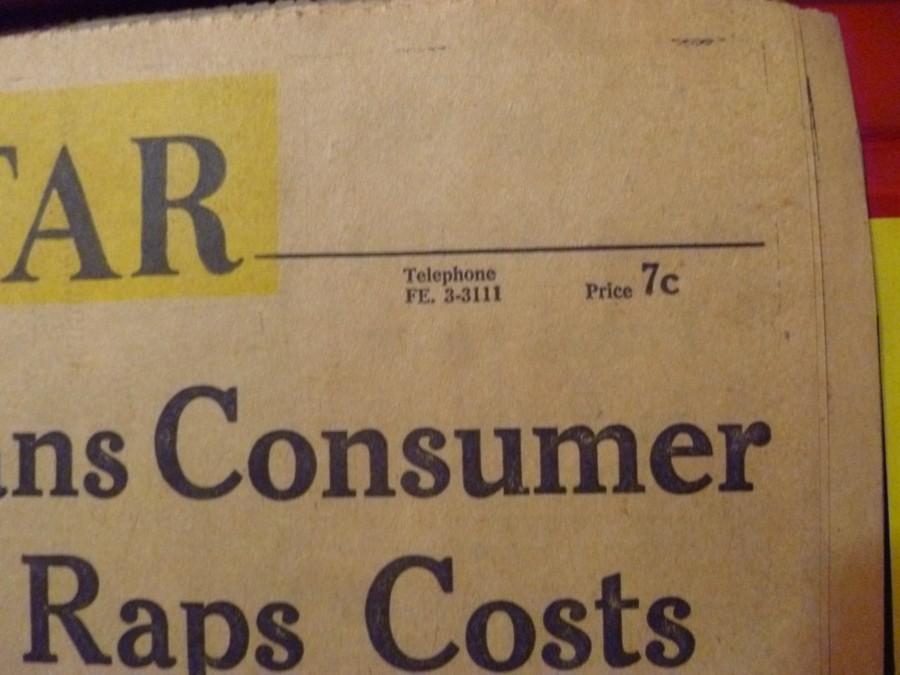 TAR
Telephone
FE. 3-3111
Price 7c
ans Consumer
Raps Costs